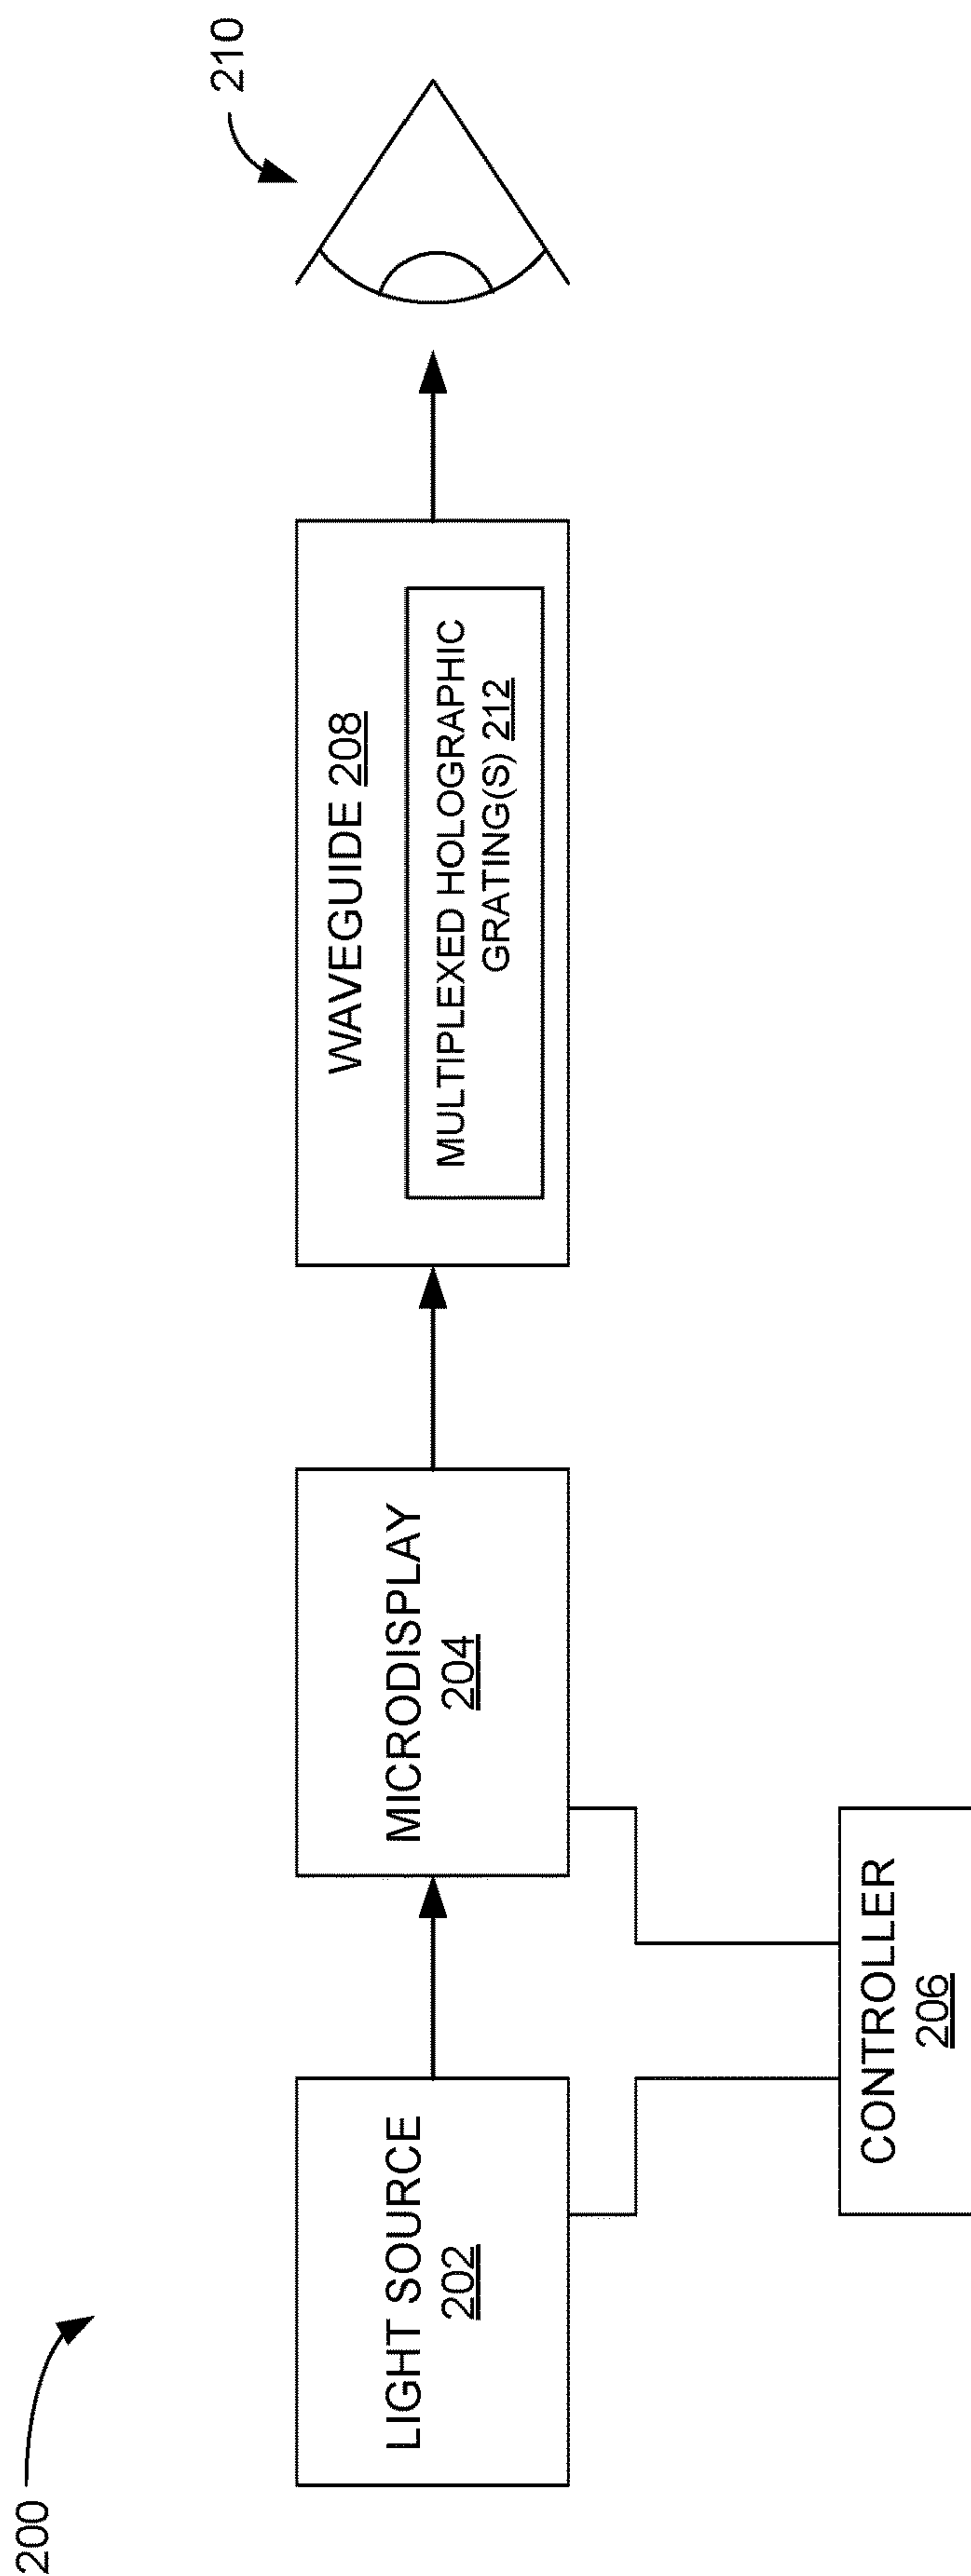 200
LIGHT SOURCE
202
MICRODISPLAY
204
CONTROLLER
206
WAVEGUIDE 208
MULTIPLEXED HOLOGRAPHIC
GRATING(S) 212
210